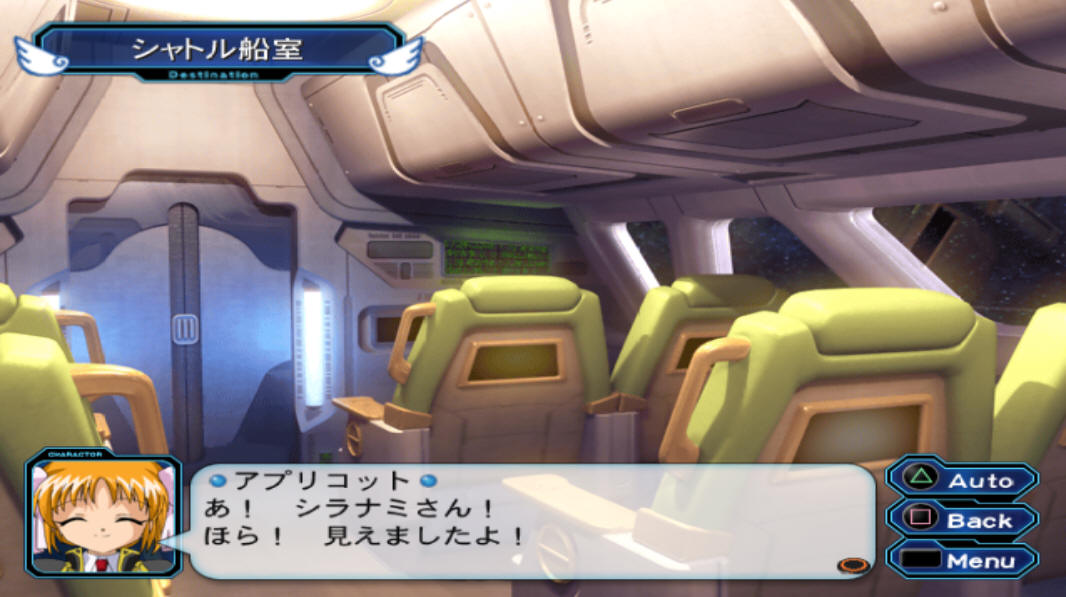 シャトル船室
Destination
CHARACTOR
アプリコット
あ！ シラナミさん！
ほら！ 見えましたよ！
Auto
Back
Menu